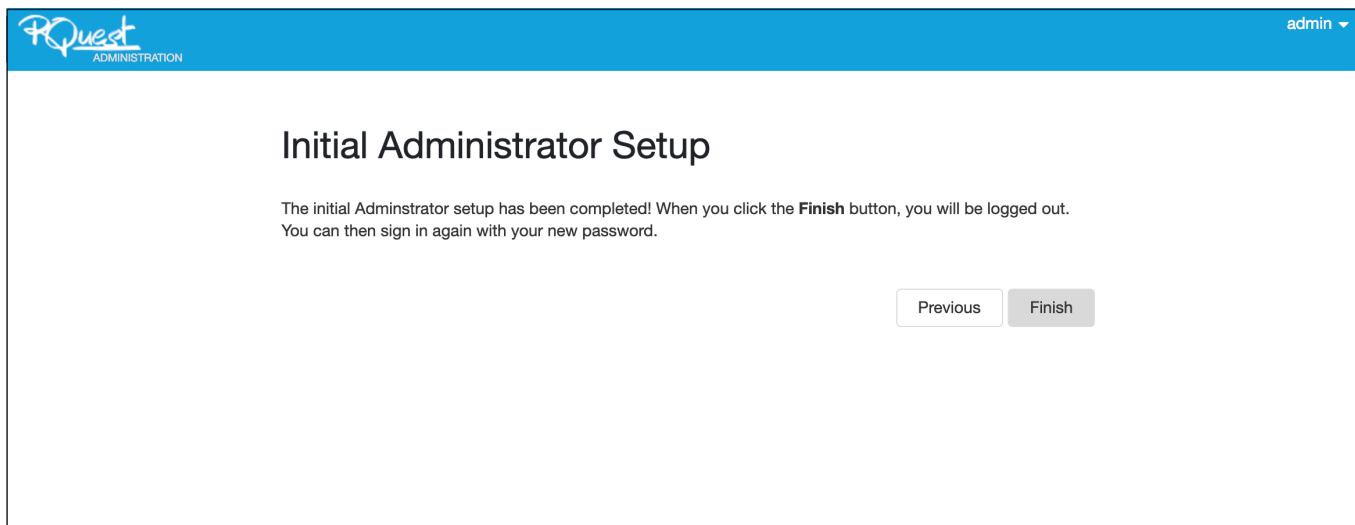 RQuest
ADMINISTRATION
admin
Initial Administrator Setup
The initial Adminstrator setup has been completed! When you click the Finish button, you will be logged out.
You can then sign in again with your new password.
Previous
Finish